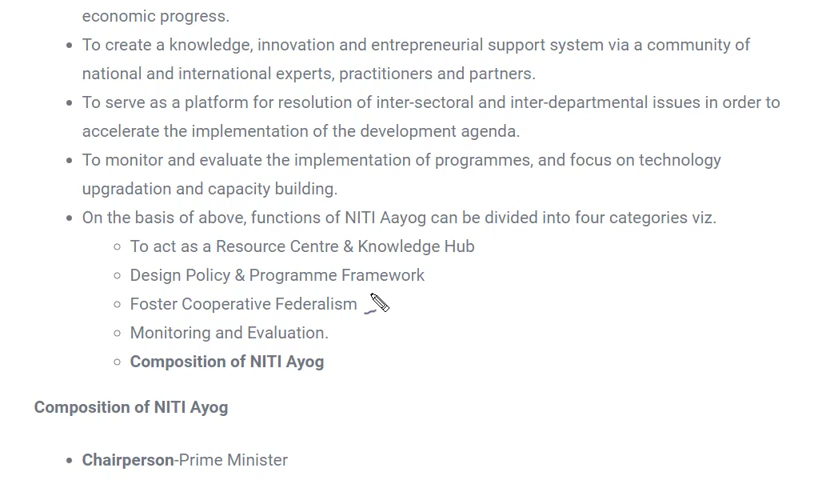 economic progress.
• To create a knowledge, innovation and entrepreneurial support system via a community of
national and international experts, practitioners and partners.
• To serve as a platform for resolution of inter-sectoral and inter-departmental issues in order to
accelerate the implementation of the development agenda.
• To monitor and evaluate the implementation of programmes, and focus on technology
upgradation and capacity building.
• On the basis of above, functions of NITI Aayog can be divided into four categories viz.
○ To act as a Resource Centre & Knowledge Hub
○ Design Policy & Programme Framework
○ Foster Cooperative Federalism
○ Monitoring and Evaluation.
○ Composition of NITI Ayog
Composition of NITI Ayog
• Chairperson-Prime Minister